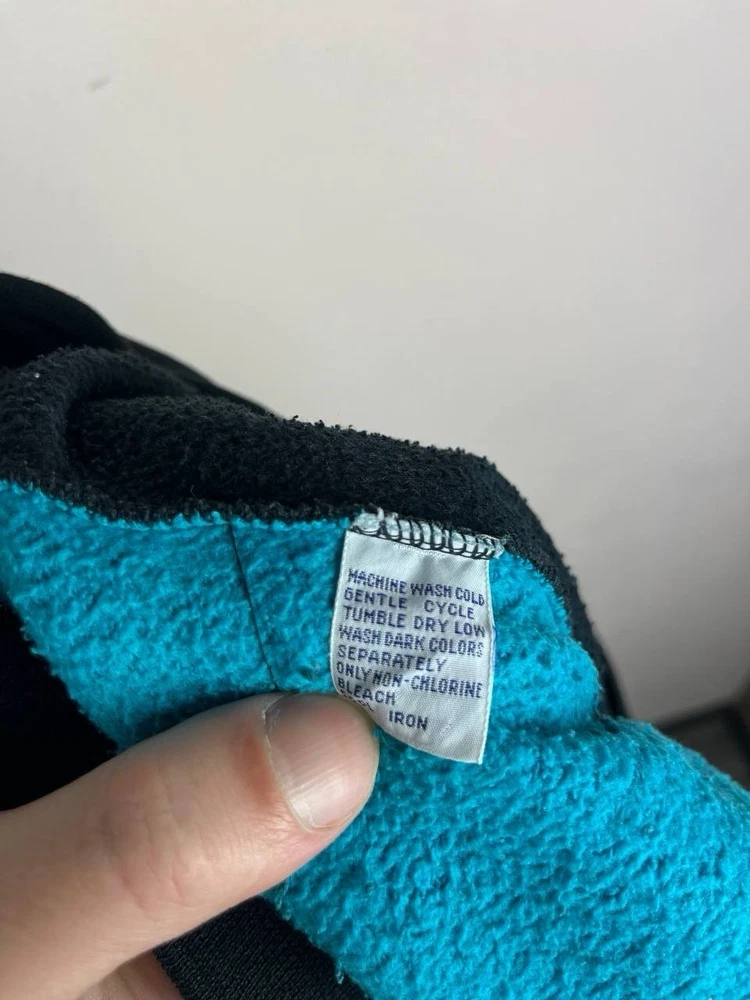 MACHINE WASH COLD
GENTLE CYCLE
TUMBLE DRY LOW
WASH DARK COLORS
SEPARATELY
ONLY NON-CHLORINE
BLEACH
IRON